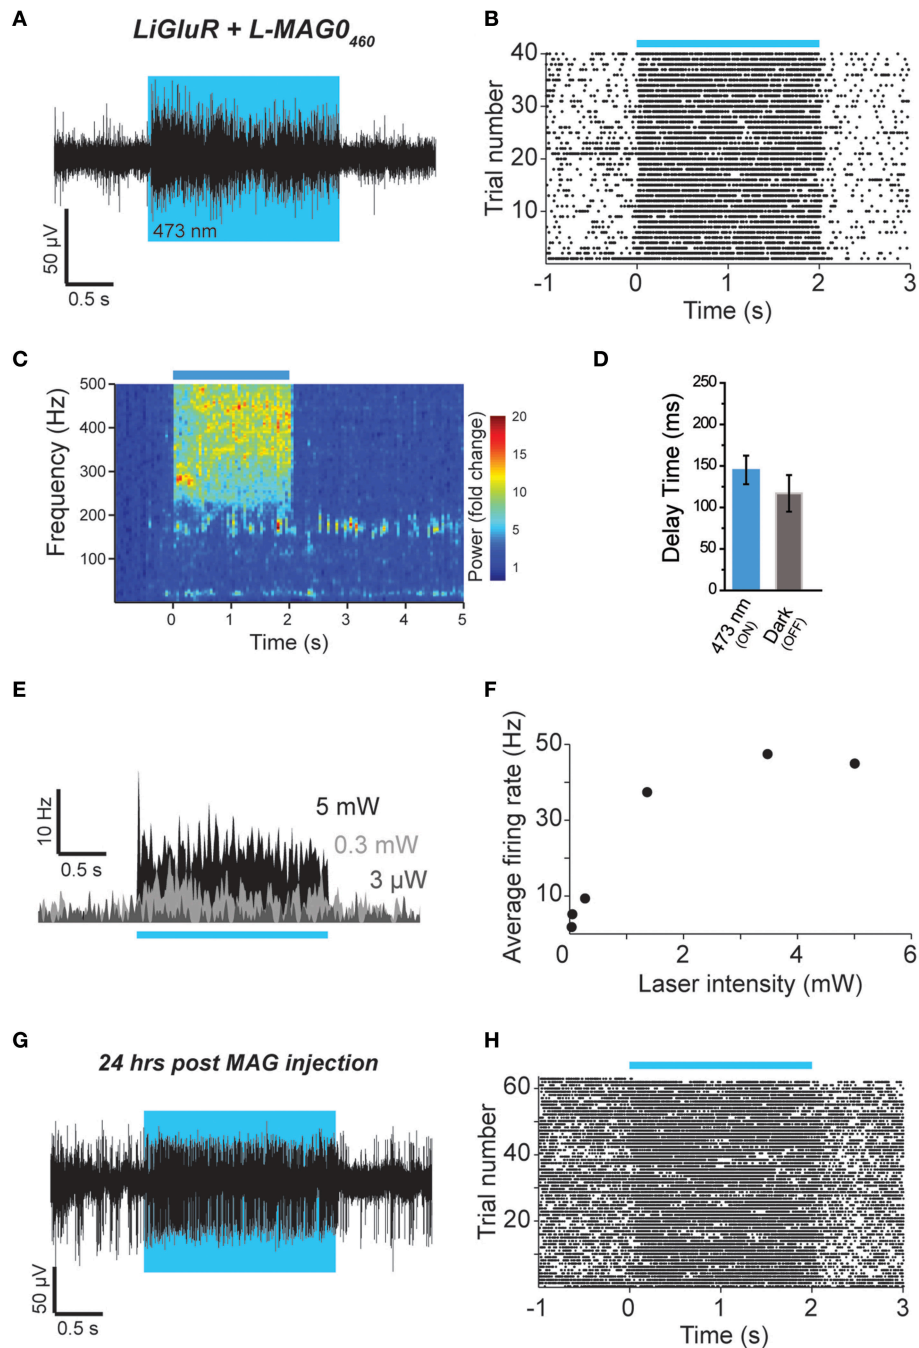 A
LiGluR + L-MAG0460
473 nm
50 µV
0.5 s
B
Trial number
40
30
20
10
-1 0 1 2 3
Time (s)
C
Frequency (Hz)
500
400
300
200
100
0 1 2 3 4 5
Time (s)
Power (fold change)
20
15
10
5
1
D
Delay Time (ms)
250
200
150
100
50
0
473 nm
(ON)
Dark
(OFF)
E
10 Hz
0.5 s
5 mW
0.3 mW
3 µW
F
Average firing rate (Hz)
50
30
10
0 2 4 6
Laser intensity (mW)
G
24 hrs post MAG injection
50 µV
0.5 s
H
Trial number
60
40
20
-1 0 1 2 3
Time (s)